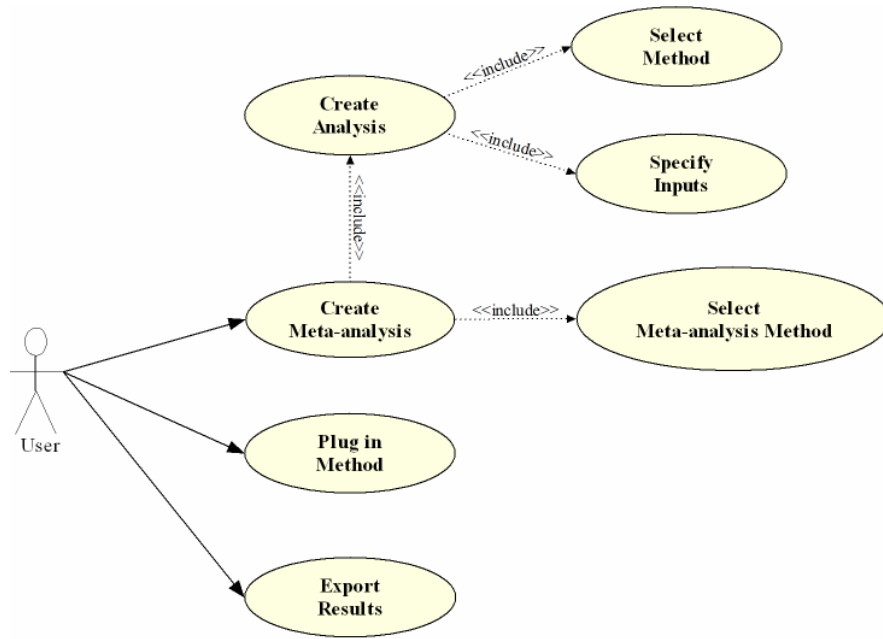 Select
Method
<<include>>
Create
Analysis
<<include>>
Specify
Inputs
<<include>>
Create
Meta-analysis
<<include>>
Select
Meta-analysis Method
User
Plug in
Method
Export
Results